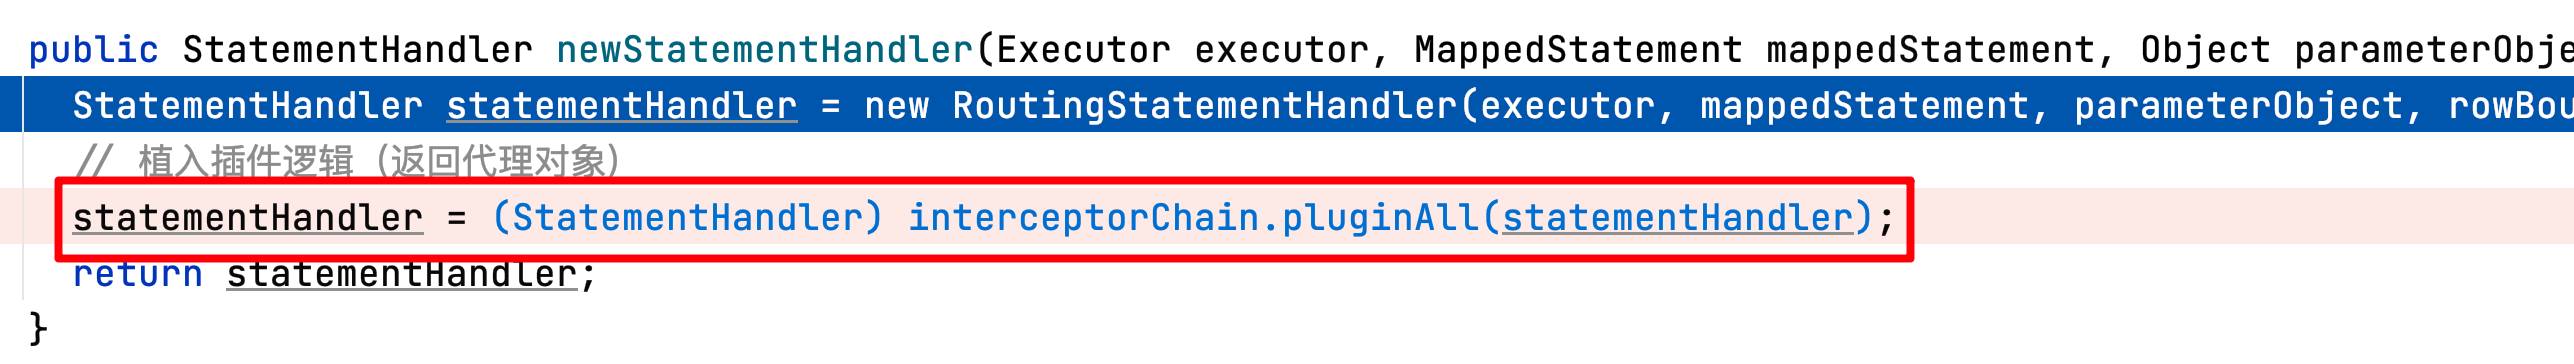 public StatementHandler newStatementHandler(Executor executor, MappedStatement mappedStatement, Object parameterObje
StatementHandler statementHandler = new RoutingStatementHandler(executor, mappedStatement, parameterObject, rowBou
// 植入插件逻辑（返回代理对象）
statementHandler = (StatementHandler) interceptorChain.pluginAll(statementHandler);
return statementHandler;
}